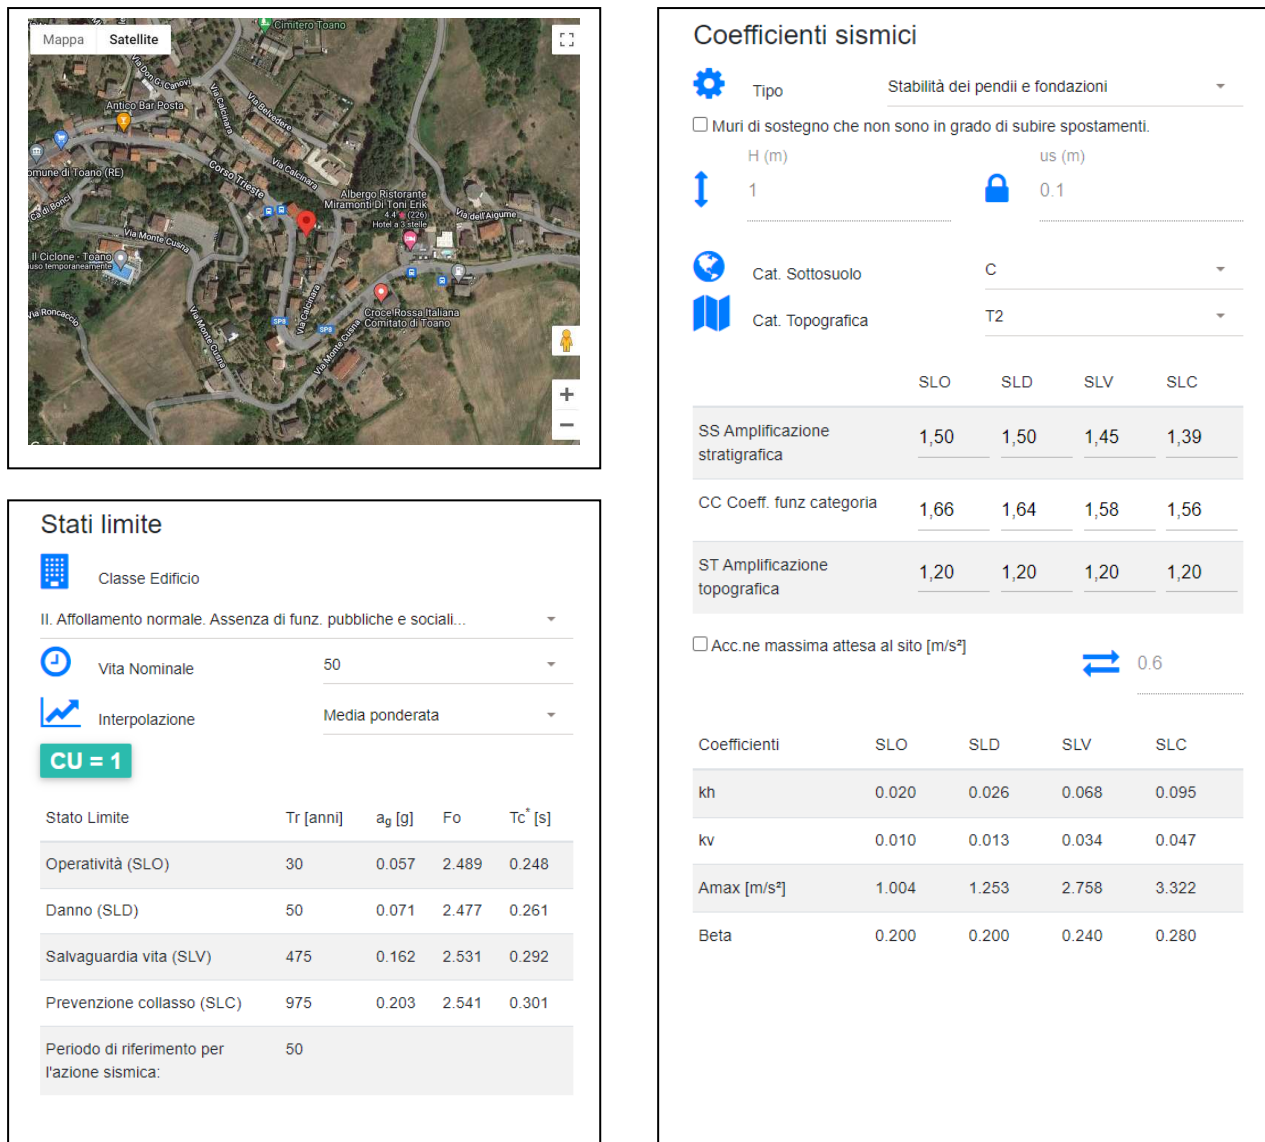 Mappa Satellite
Cimitero Toano
Via Don G. Canovi
Via Calcinara
Via Belvedere
Antico Bar Posta
Corso Trieste
Via Calcinara
omune di Toano (RE)
Ca di Bonci
Albergo Ristorante
Miramonti Di Toni Erik
4.4 ★ (226)
Hotel a 3 stelle
Via dell'Aigume
Via Monte Cusna
Il Ciclone - Toano
uso temporaneamente
Via Roncaccio
Via Monte Cusna
Via Calcinara
Croce Rossa Italiana
Comitato di Toano
SP8
SP8
Via Monte Cusna
Stati limite
Classe Edificio
II. Affollamento normale. Assenza di funz. pubbliche e sociali...
Vita Nominale 50
Interpolazione Media ponderata
CU = 1
Stato Limite Tr [anni] ag [g] Fo Tc* [s]
Operatività (SLO) 30 0.057 2.489 0.248
Danno (SLD) 50 0.071 2.477 0.261
Salvaguardia vita (SLV) 475 0.162 2.531 0.292
Prevenzione collasso (SLC) 975 0.203 2.541 0.301
Periodo di riferimento per 50
l'azione sismica:
Coefficienti sismici
Tipo Stabilità dei pendii e fondazioni
Muri di sostegno che non sono in grado di subire spostamenti.
H (m) us (m)
1 0.1
Cat. Sottosuolo C
Cat. Topografica T2
SLO SLD SLV SLC
SS Amplificazione 1,50 1,50 1,45 1,39
stratigrafica
CC Coeff. funz categoria 1,66 1,64 1,58 1,56
ST Amplificazione 1,20 1,20 1,20 1,20
topografica
Acc.ne massima attesa al sito [m/s²] 0.6
Coefficienti SLO SLD SLV SLC
kh 0.020 0.026 0.068 0.095
kv 0.010 0.013 0.034 0.047
Amax [m/s²] 1.004 1.253 2.758 3.322
Beta 0.200 0.200 0.240 0.280